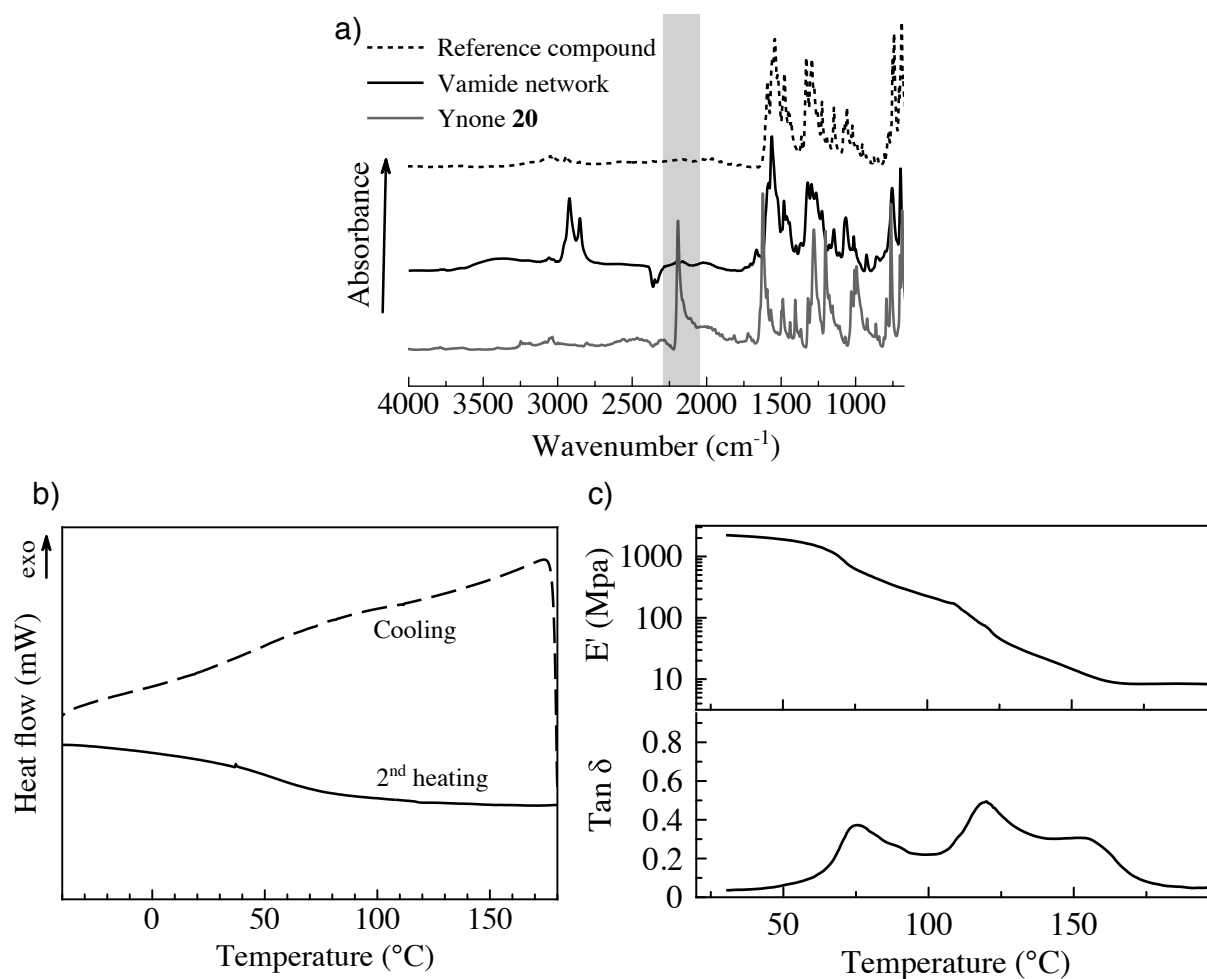 a)
Reference compound
Vamide network
Ynone 20
Absorbance
4000 3500 3000 2500 2000 1500 1000
Wavenumber (cm-1)
b)
exo
Heat flow (mW)
Cooling
2nd heating
0 50 100 150
Temperature (°C)
c)
E' (Mpa)
1000
100
10
Tan δ
0.8
0.6
0.4
0.2
0
50 100 150
Temperature (°C)